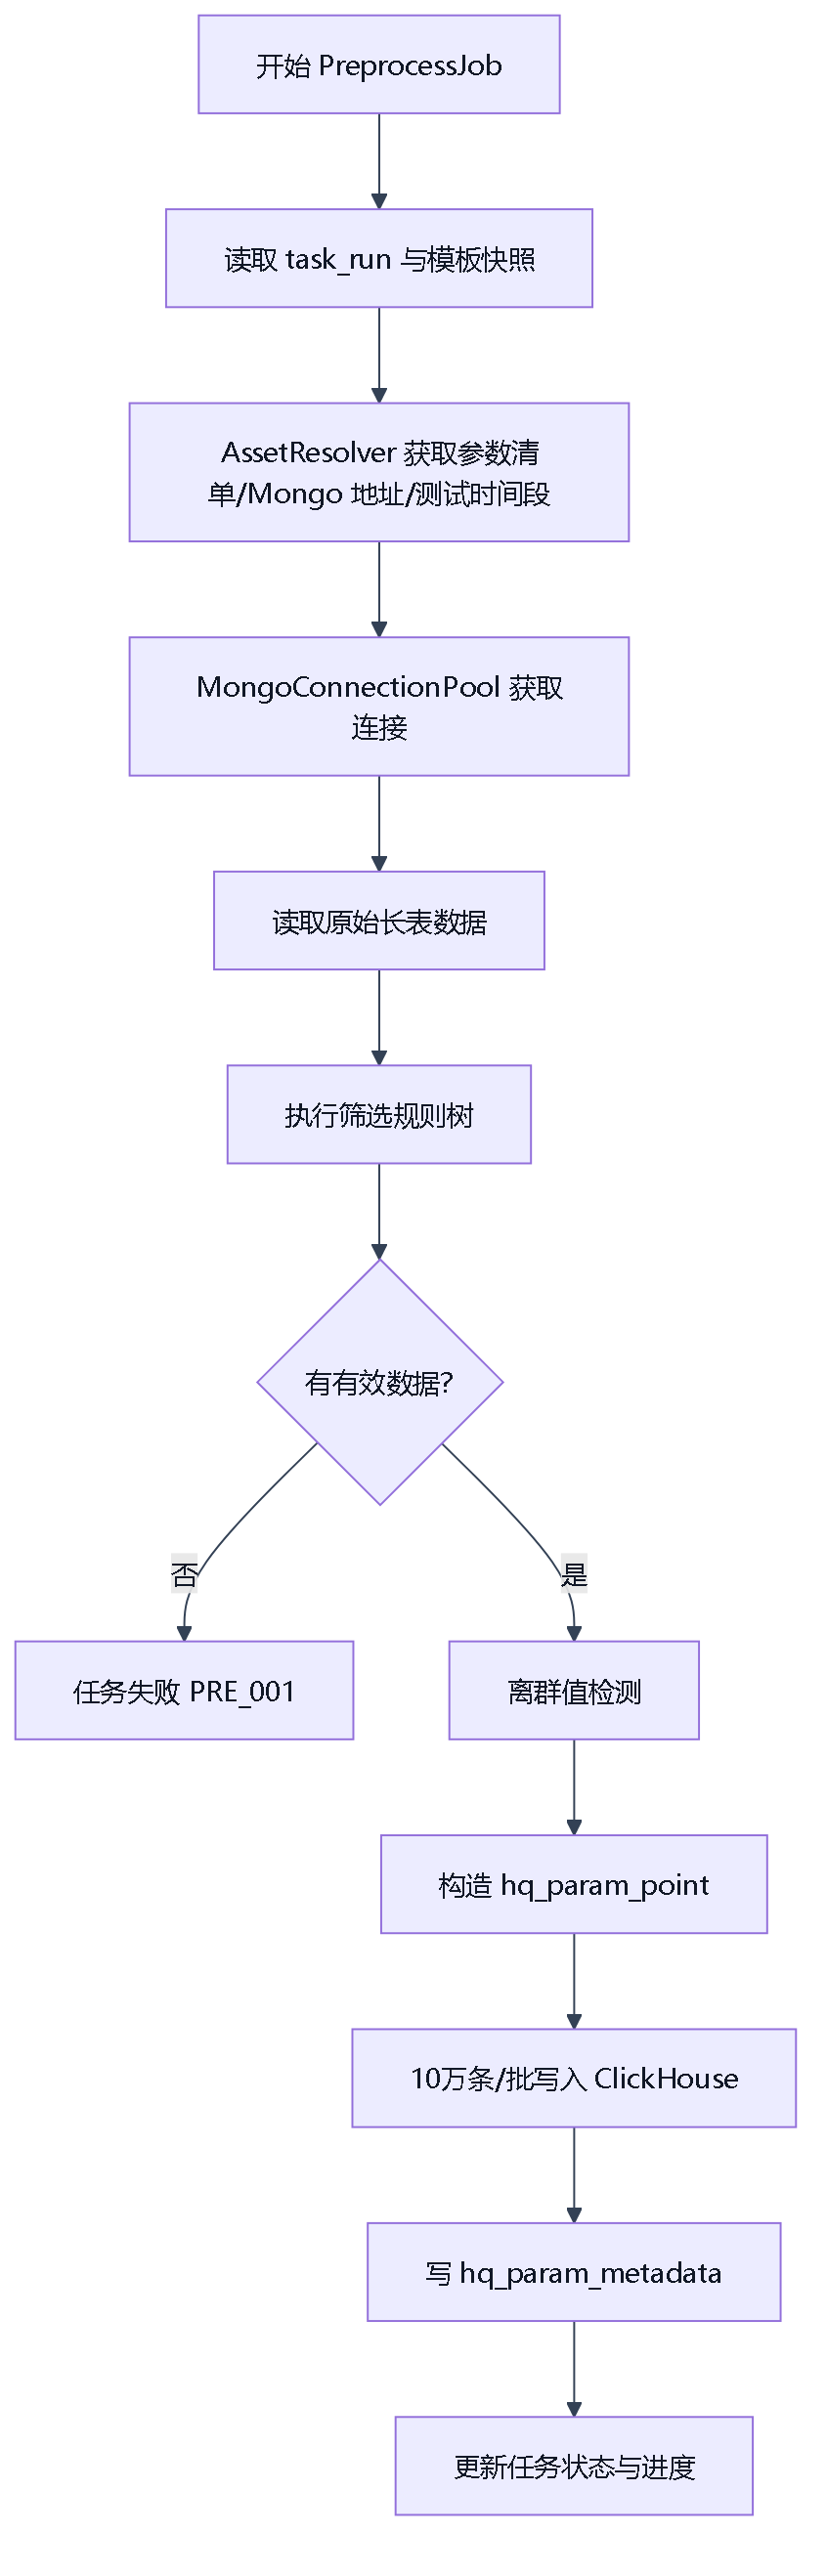 开始 PreprocessJob
读取 task_run 与模板快照
AssetResolver 获取参数清
单/Mongo 地址/测试时间段
MongoConnectionPool 获取
连接
读取原始长表数据
执行筛选规则树
有有效数据?
否
是
任务失败 PRE_001
离群值检测
构造 hq_param_point
10万条/批写入 ClickHouse
写 hq_param_metadata
更新任务状态与进度